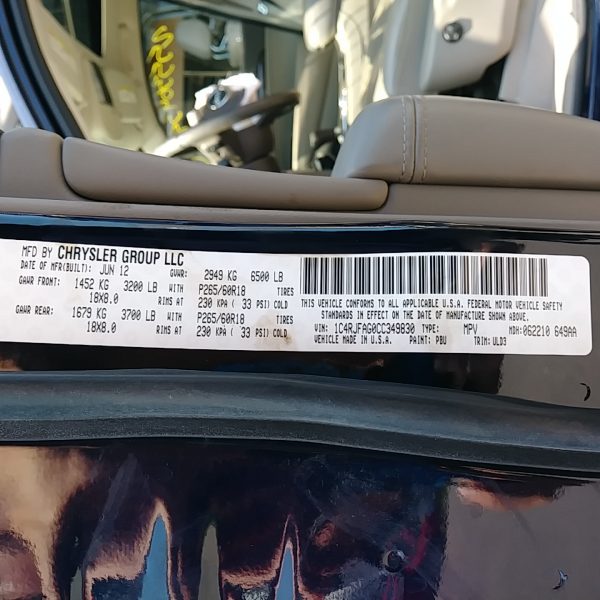 MFD BY CHRYSLER GROUP LLC
DATE OF MFR(BUILT): JUN 12 GVWR: 2949 KG 6500 LB
GAWR FRONT: 1452 KG 3200 LB WITH P265/60R18 TIRES
18X8.0 RIMS AT 230 KPA ( 33 PSI) COLD
GAWR REAR: 1679 KG 3700 LB WITH P265/60R18 TIRES
18X8.0 RIMS AT 230 KPA ( 33 PSI) COLD
THIS VEHICLE CONFORMS TO ALL APPLICABLE U.S.A. FEDERAL MOTOR VEHICLE SAFETY
STANDARDS IN EFFECT ON THE DATE OF MANUFACTURE SHOWN ABOVE.
VIN: 1C4RJFAG0CC349830 TYPE: MPV MDH: 062210 649AA
VEHICLE MADE IN U.S.A. PAINT: PBU TRIM: ULD3